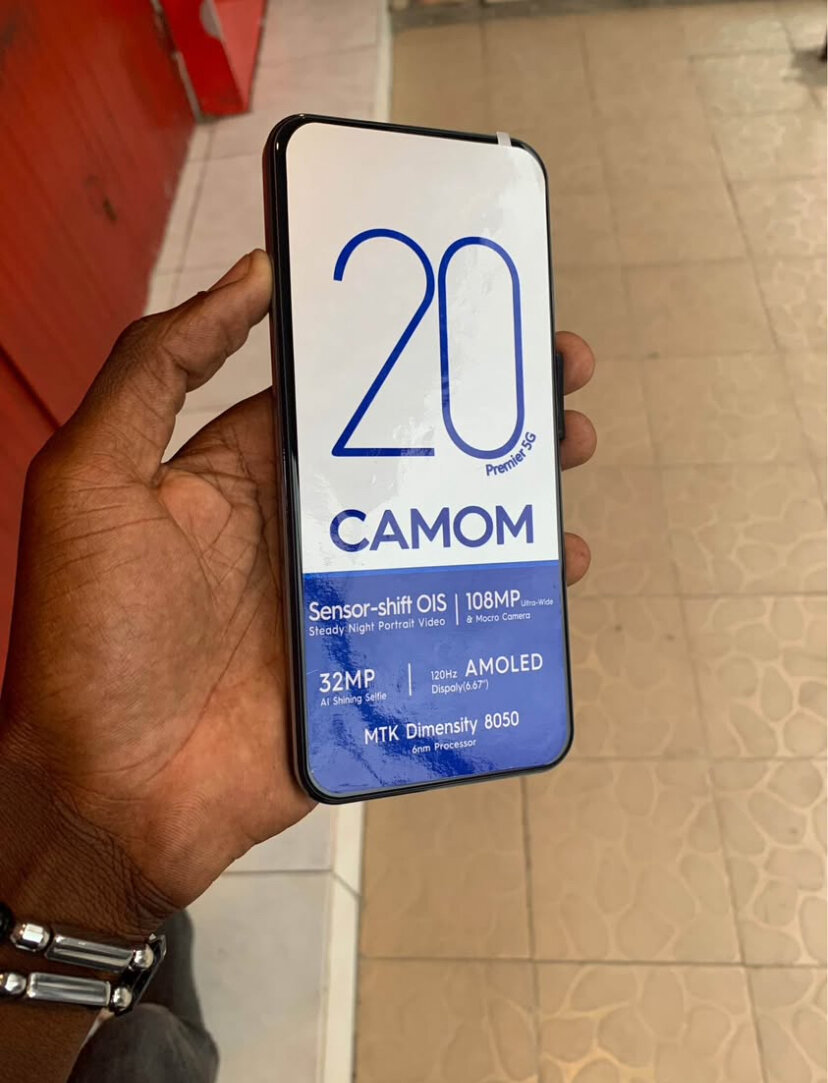 20
Premier 5G
CAMOM
Sensor-shift OIS
Steady Night Portrait Video
108MP Ultra-Wide
& Mocro Camera
32MP
AI Shining Selfie
120Hz AMOLED
Dispaly(6.67")
MTK Dimensity 8050
6nm Processor